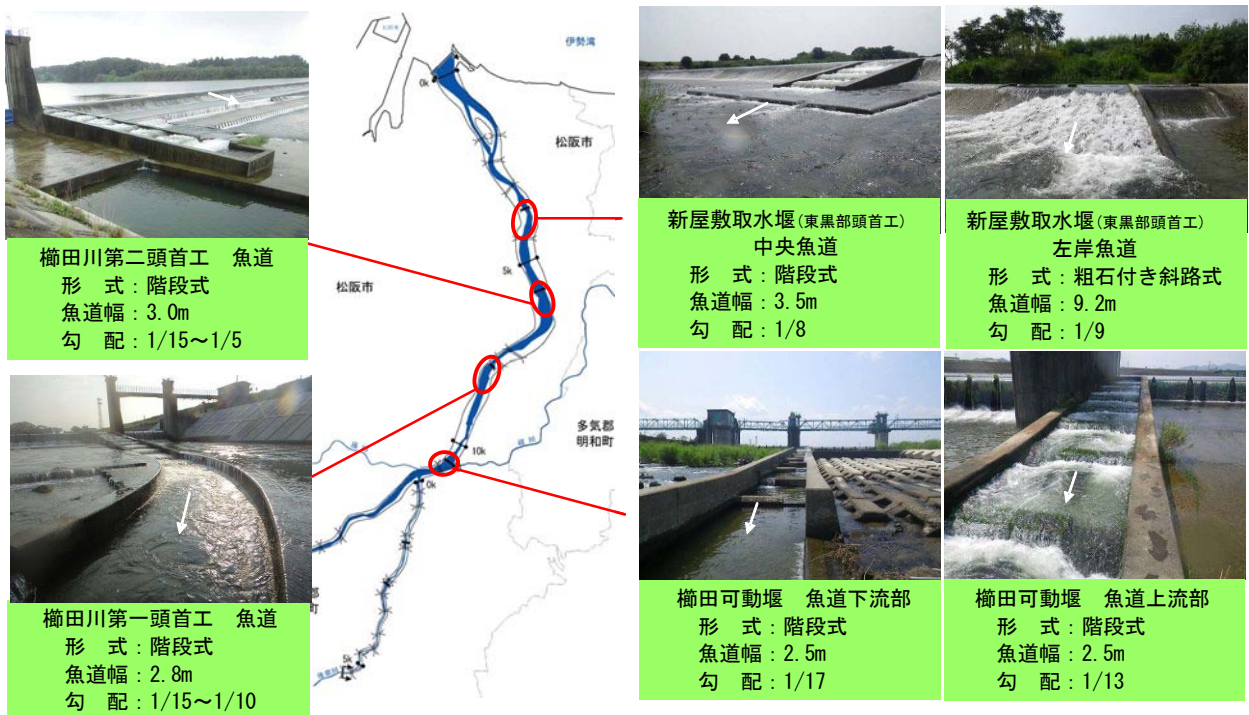 櫛田川第二頭首工　魚道
形　式：階段式
魚道幅：3.0m
勾　配：1/15～1/5
櫛田川第一頭首工　魚道
形　式：階段式
魚道幅：2.8m
勾　配：1/15～1/10
伊勢湾
0k
松阪市
5k
松阪市
多気郡
明和町
10k
0k
町
5k
新屋敷取水堰(東黒部頭首工)
中央魚道
形　式：階段式
魚道幅：3.5m
勾　配：1/8
新屋敷取水堰(東黒部頭首工)
左岸魚道
形　式：粗石付き斜路式
魚道幅：9.2m
勾　配：1/9
櫛田可動堰　魚道下流部
形　式：階段式
魚道幅：2.5m
勾　配：1/17
櫛田可動堰　魚道上流部
形　式：階段式
魚道幅：2.5m
勾　配：1/13